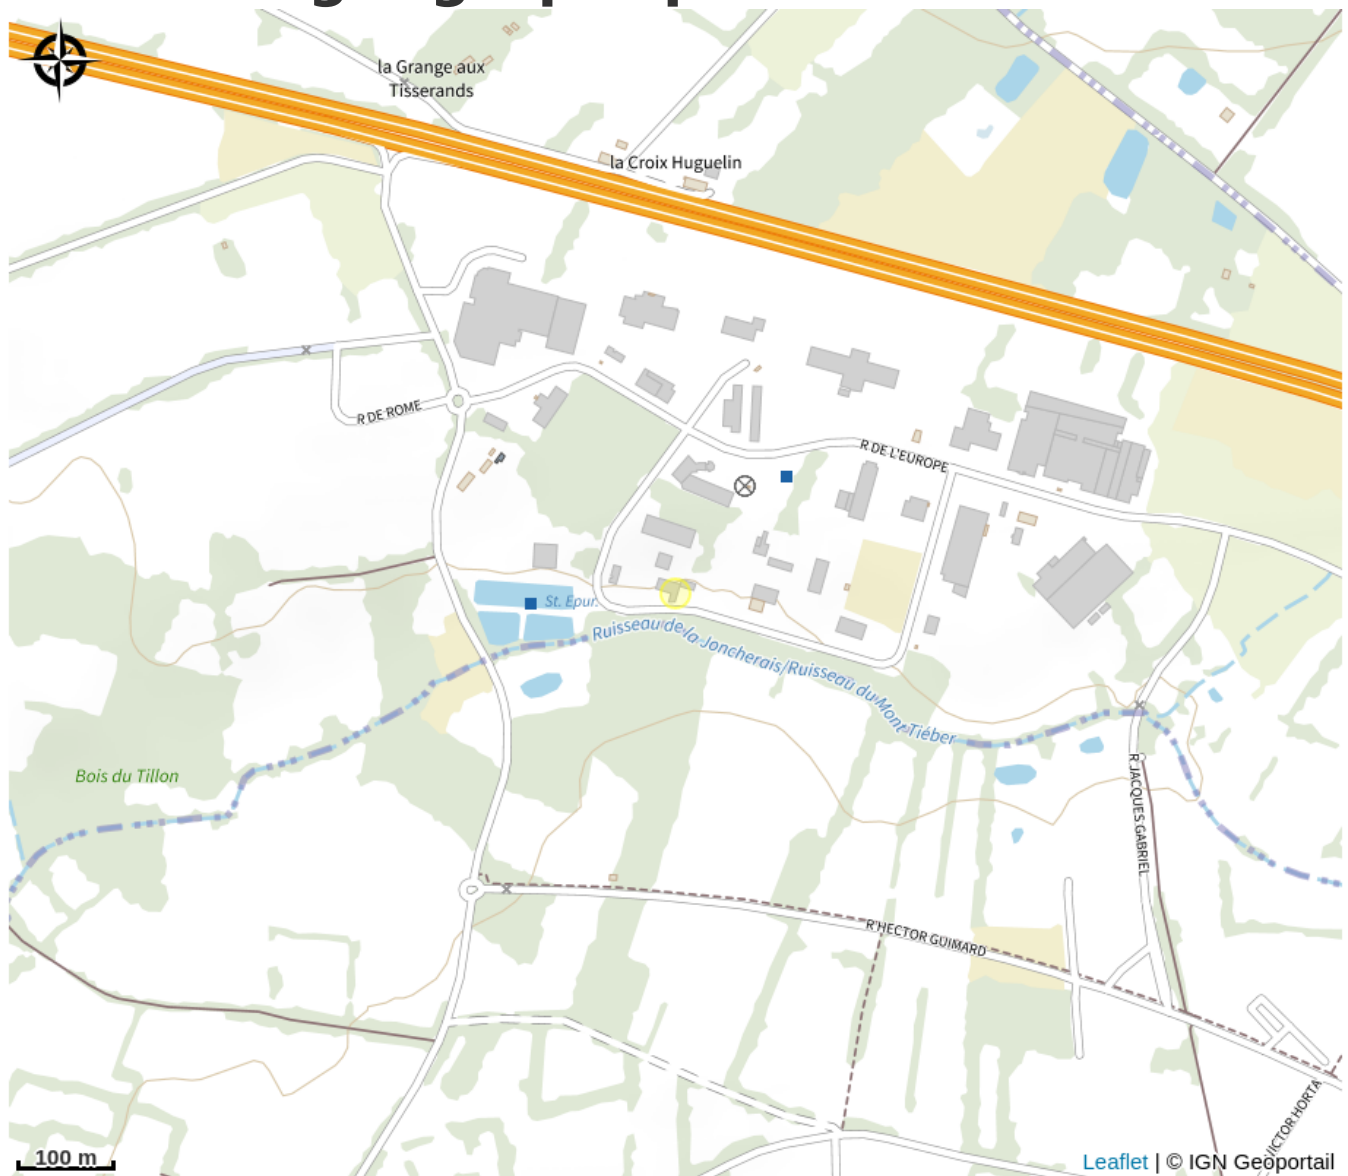 la Grange aux
Tisserands
la Croix Huguelin
R DE ROME
R DE L'EUROPE
St. Epur.
Ruisseau de la Joncherais/Ruisseau du Mont Tiéber
Bois du Tillon
R JACQUES GABRIEL
R HECTOR GUIMARD
VICTOR HORTA
100 m
Leaflet | © IGN Geoportail